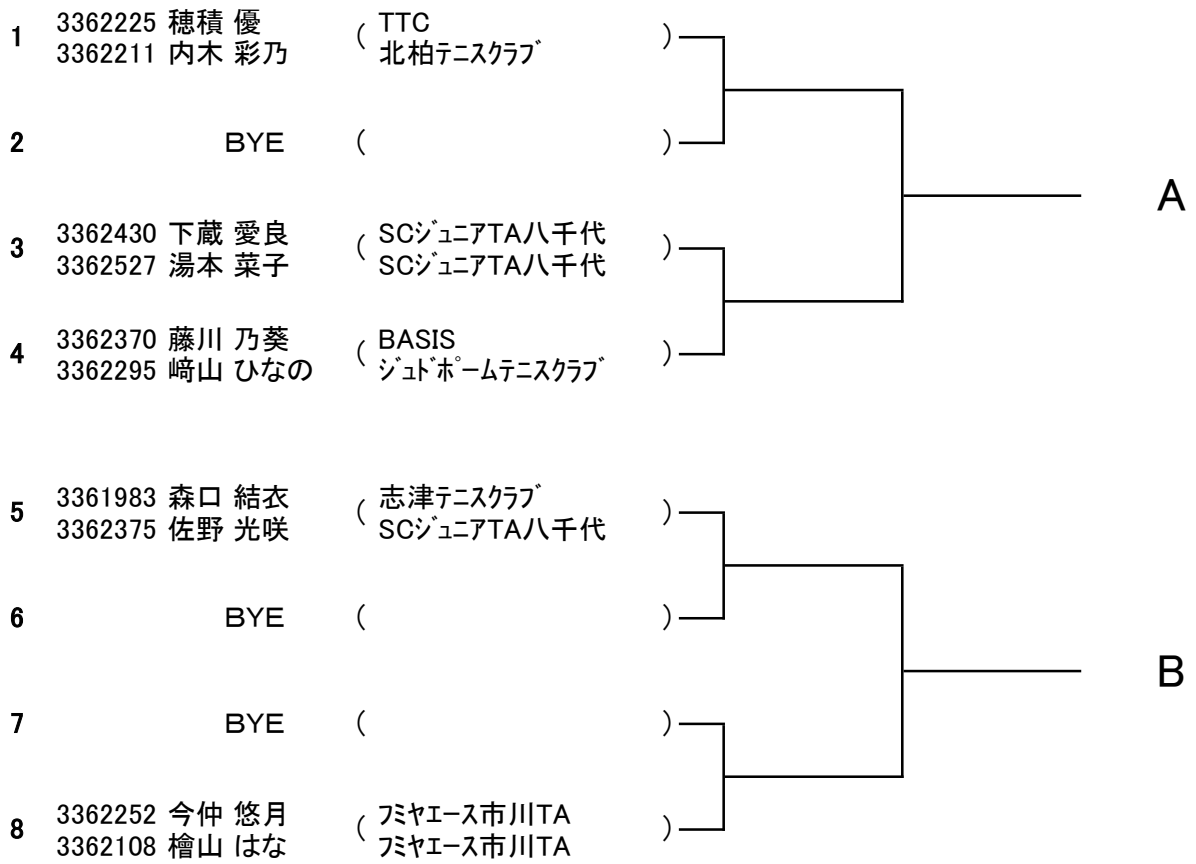 1 3362225 穂積 優 ( TTC )
3362211 内木 彩乃 北柏テニスクラブ
2 BYE ( )
A
3 3362430 下蔵 愛良 ( SCジュニアTA八千代 )
3362527 湯本 菜子 SCジュニアTA八千代
4 3362370 藤川 乃葵 ( BASIS )
3362295 﨑山 ひなの ジュドポームテニスクラブ
5 3361983 森口 結衣 ( 志津テニスクラブ )
3362375 佐野 光咲 SCジュニアTA八千代
6 BYE ( )
B
7 BYE ( )
8 3362252 今仲 悠月 ( フミヤエース市川TA )
3362108 檜山 はな フミヤエース市川TA